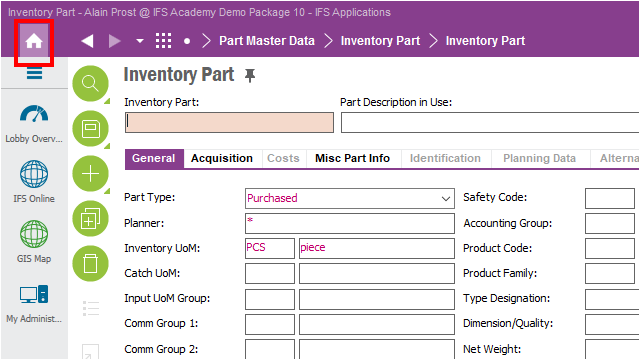 Inventory Part - Alain Prost @ IFS Academy Demo Package 10 - IFS Applications
Part Master Data Inventory Part Inventory Part
Inventory Part
Inventory Part: Part Description in Use:
General Acquisition Costs Misc Part Info Identification Planning Data Alterna
Part Type: Purchased Safety Code:
Planner: * Accounting Group:
Inventory UoM: PCS piece Product Code:
Catch UoM: Product Family:
Input UoM Group: Type Designation:
Comm Group 1: Dimension/Quality:
Comm Group 2: Net Weight:
Lobby Overv...
IFS Online
GIS Map
My Administ...